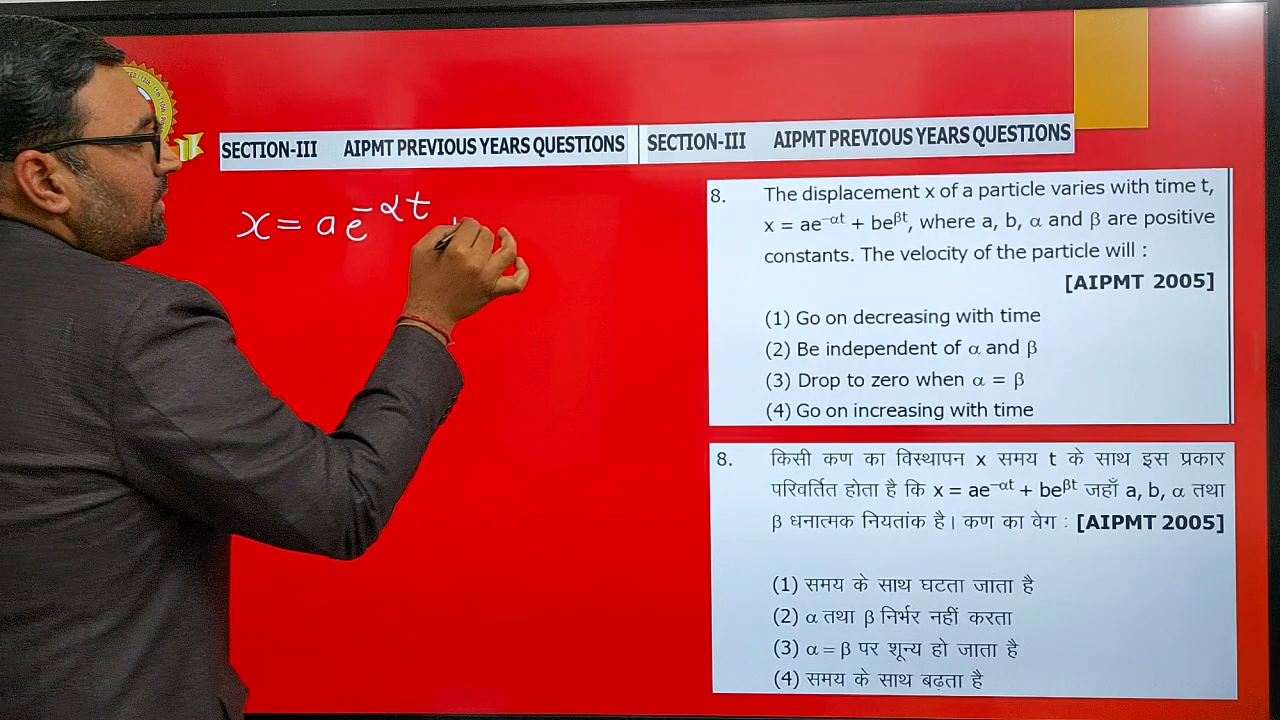 SECTION-III AIPMT PREVIOUS YEARS QUESTIONS
SECTION-III AIPMT PREVIOUS YEARS QUESTIONS
x = a e^-αt +
8. The displacement x of a particle varies with time t,
x = ae^–αt + be^βt, where a, b, α and β are positive
constants. The velocity of the particle will :
[AIPMT 2005]
(1) Go on decreasing with time
(2) Be independent of α and β
(3) Drop to zero when α = β
(4) Go on increasing with time
8. किसी कण का विस्थापन x समय t के साथ इस प्रकार
परिवर्तित होता है कि x = ae^–αt + be^βt जहाँ a, b, α तथा
β धनात्मक नियतांक है। कण का वेग : [AIPMT 2005]
(1) समय के साथ घटता जाता है
(2) α तथा β निर्भर नहीं करता
(3) α = β पर शून्य हो जाता है
(4) समय के साथ बढ़ता है